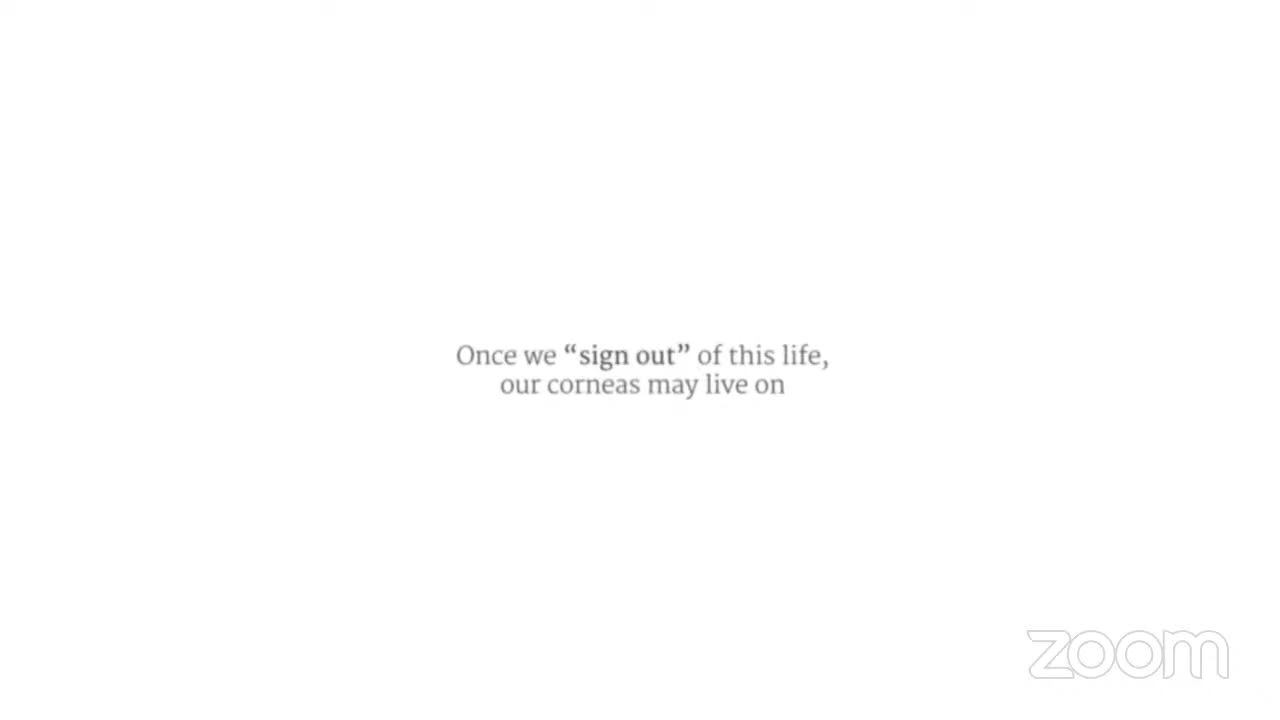 Once we “sign out” of this life,
our corneas may live on
zoom